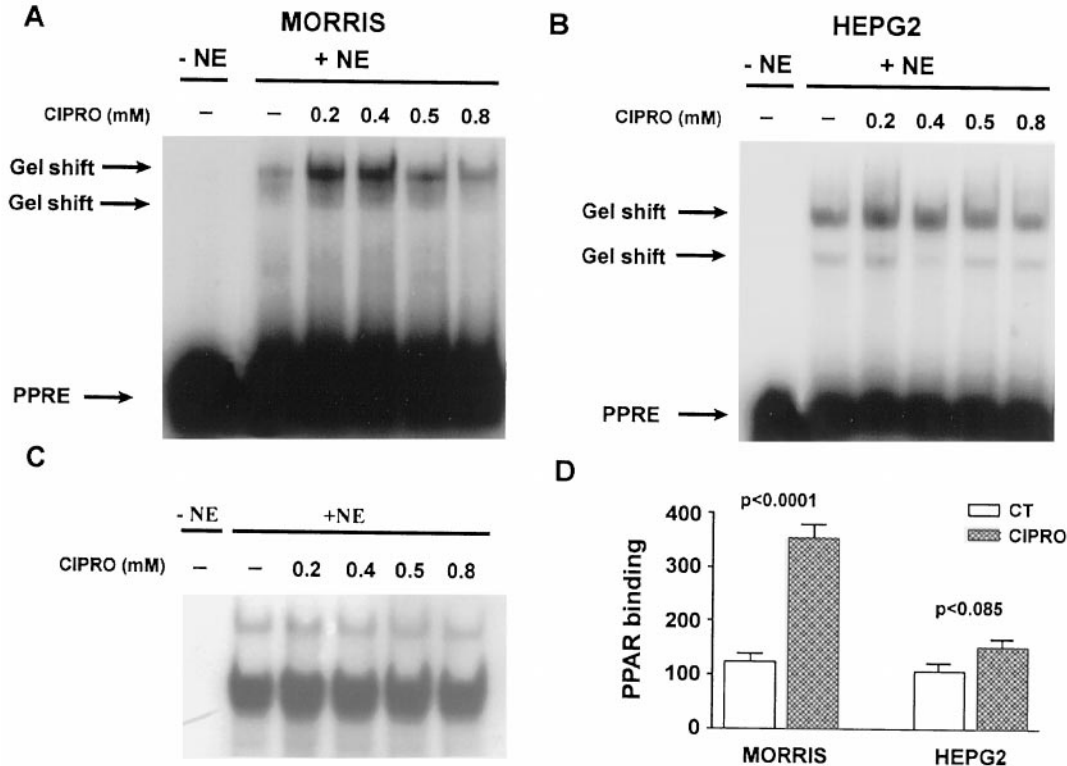 A
MORRIS
- NE
+ NE
CIPRO (mM)
– – 0.2 0.4 0.5 0.8
Gel shift
Gel shift
PPRE
B
HEPG2
- NE
+ NE
CIPRO (mM)
– – 0.2 0.4 0.5 0.8
Gel shift
Gel shift
PPRE
C
- NE
+NE
CIPRO (mM)
– – 0.2 0.4 0.5 0.8
D
PPAR binding
400
300
200
100
0
p<0.0001
p<0.085
CT
CIPRO
MORRIS
HEPG2